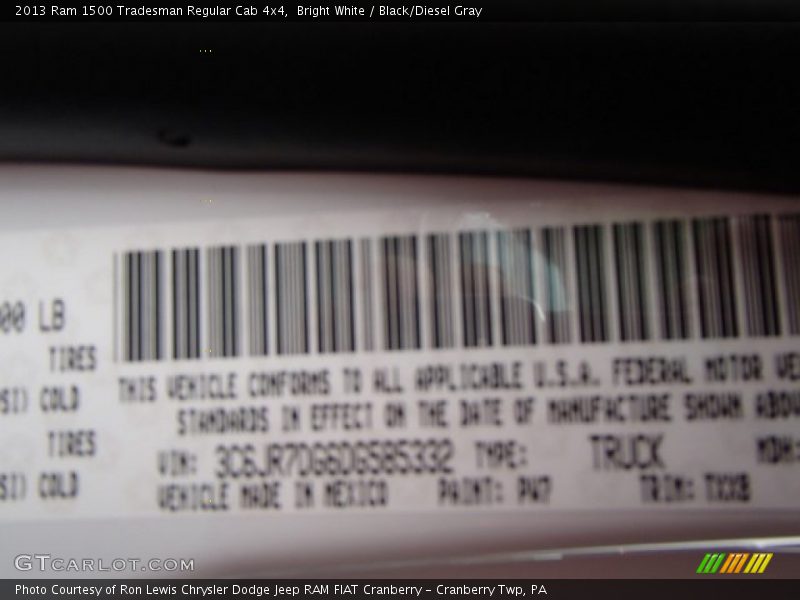 2013 Ram 1500 Tradesman Regular Cab 4x4, Bright White / Black/Diesel Gray
00 LB
TIRES
SI) COLD
TIRES
SI) COLD
THIS VEHICLE CONFORMS TO ALL APPLICABLE U.S.A. FEDERAL MOTOR VE
STANDARDS IN EFFECT ON THE DATE OF MANUFACTURE SHOWN ABOV
VIN: 3C6JR7DG6DG585332 TYPE: TRUCK MDH:
VEHICLE MADE IN MEXICO PAINT: PW7 TRIM: TXX8
GTCARLOT.COM
Photo Courtesy of Ron Lewis Chrysler Dodge Jeep RAM FIAT Cranberry – Cranberry Twp, PA